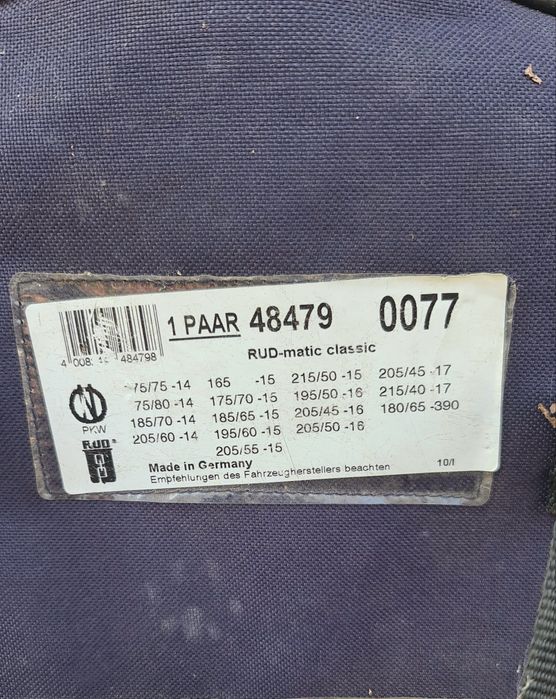 1 PAAR 48479 0077
484798
RUD-matic classic
75/75 -14 165 -15 215/50 -15 205/45 -17
75/80 -14 175/70 -15 195/50 -16 215/40 -17
185/70 -14 185/65 -15 205/45 -16 180/65 -390
205/60 -14 195/60 -15 205/50 -16
205/55 -15
PKW
RUD
Made in Germany
Empfehlungen des Fahrzeugherstellers beachten 10/I